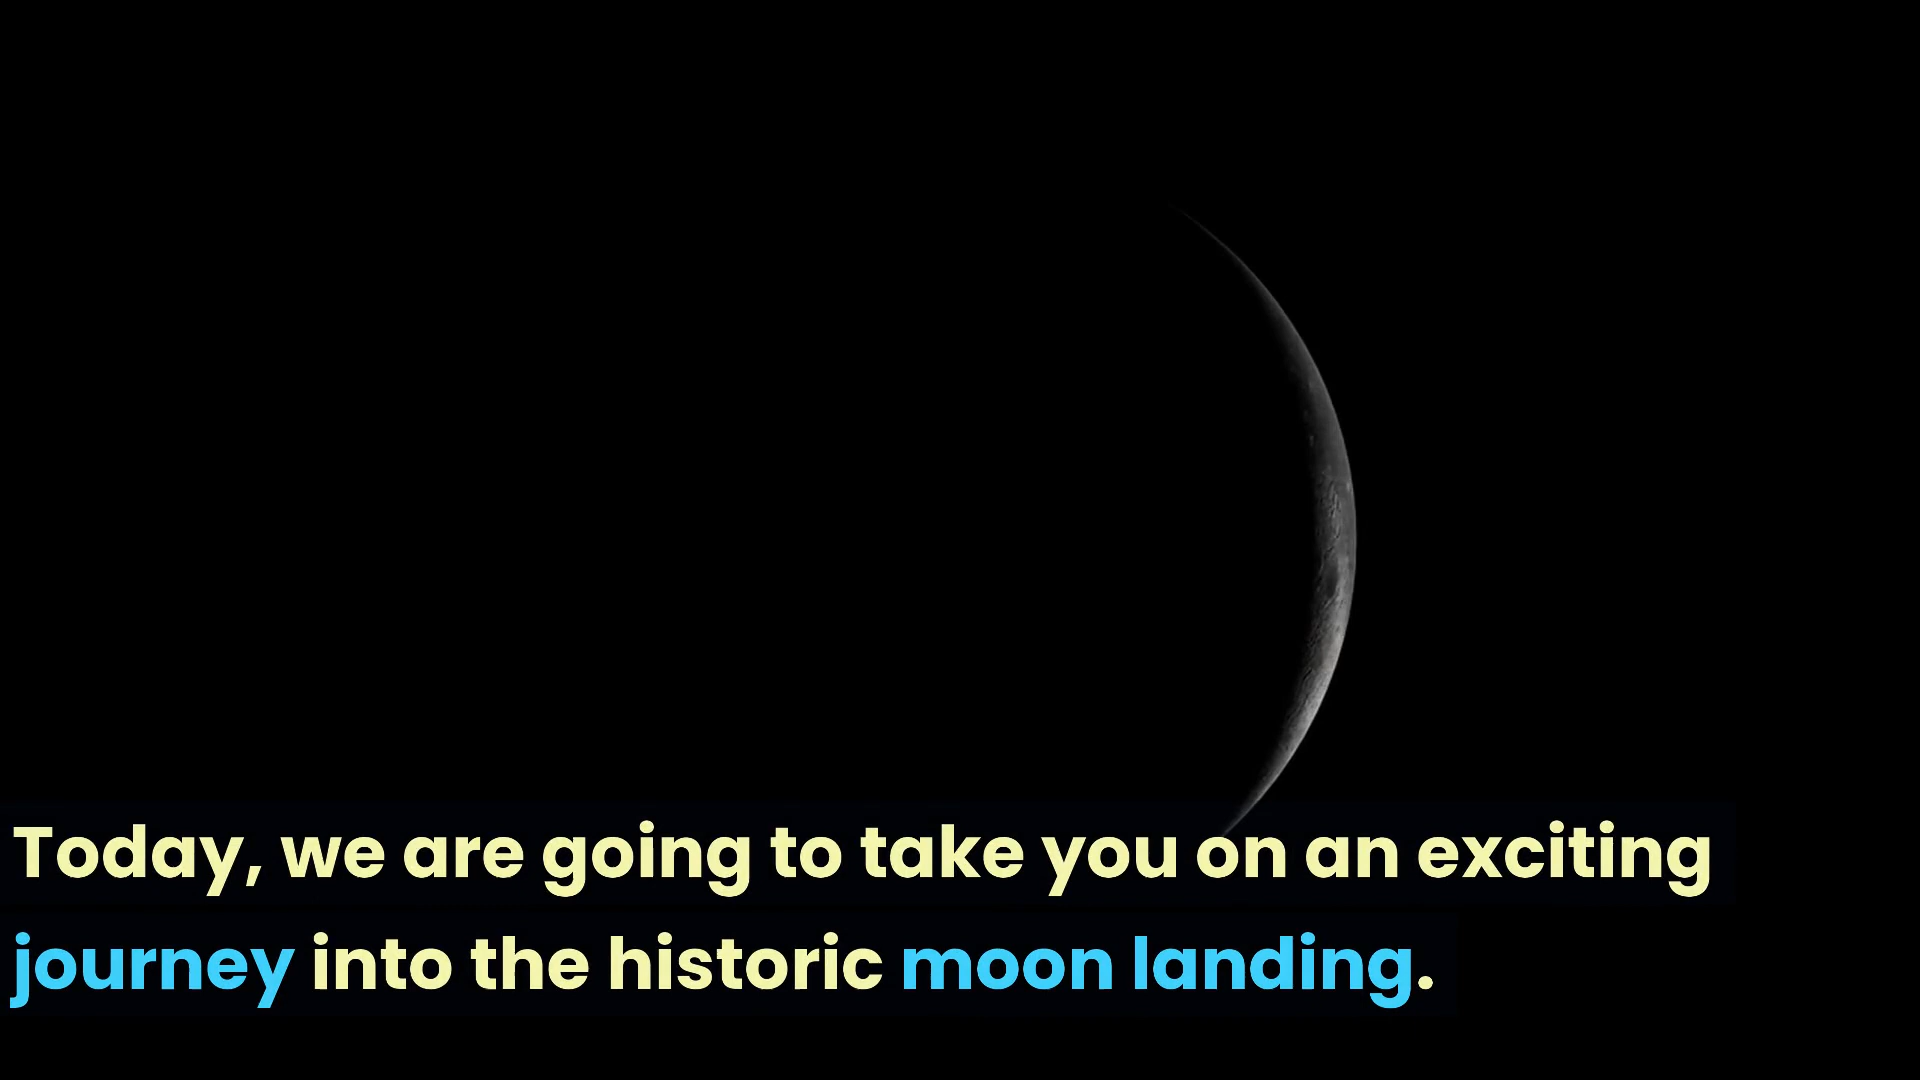 Today, we are going to take you on an exciting
journey into the historic moon landing.